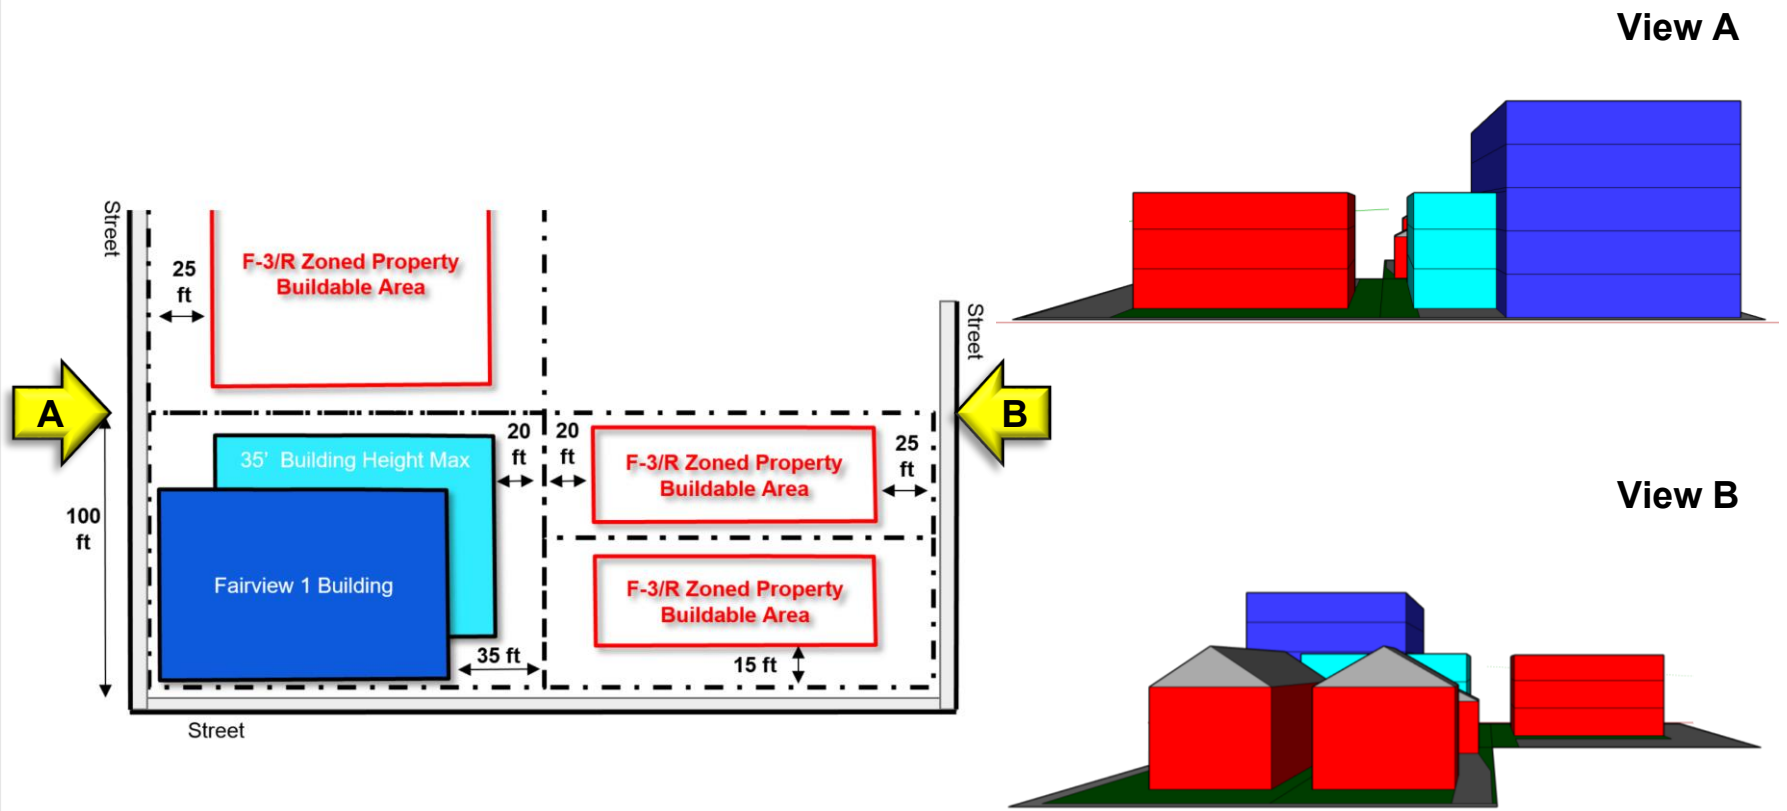 View A
Street
25
ft
F-3/R Zoned Property
Buildable Area
Street
A
B
20
ft
20
ft
25
ft
35' Building Height Max
F-3/R Zoned Property
Buildable Area
View B
100
ft
Fairview 1 Building
F-3/R Zoned Property
Buildable Area
35 ft
15 ft
Street